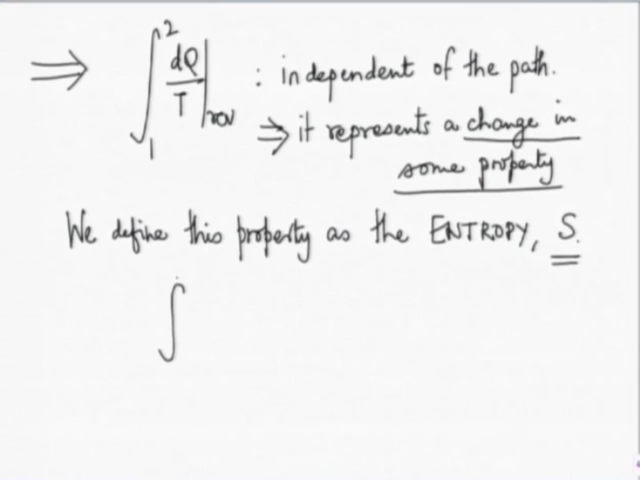 ⇒ ∫₁² dQ/T |rev : independent of the path.
⇒ it represents a change in
some property
We define this property as the ENTROPY, S.
∫